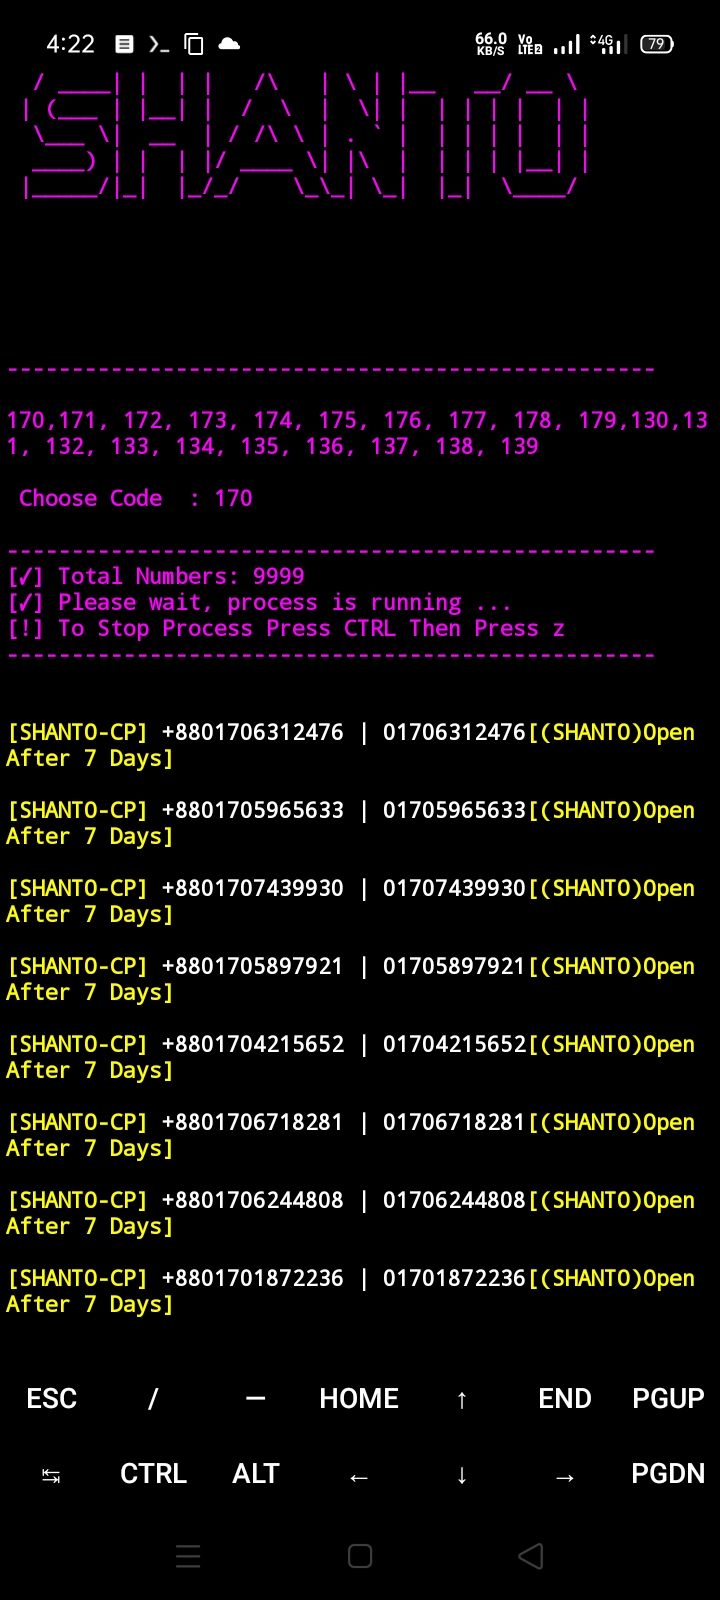 4:22
66.0 KB/S Vo LTE2 4G 79
SHANTO
--------------------------------------------------
170,171, 172, 173, 174, 175, 176, 177, 178, 179,130,13
1, 132, 133, 134, 135, 136, 137, 138, 139
Choose Code  : 170
--------------------------------------------------
[✓] Total Numbers: 9999
[✓] Please wait, process is running ...
[!] To Stop Process Press CTRL Then Press z
--------------------------------------------------
[SHANTO-CP] +8801706312476 | 01706312476[(SHANTO)Open
After 7 Days]
[SHANTO-CP] +8801705965633 | 01705965633[(SHANTO)Open
After 7 Days]
[SHANTO-CP] +8801707439930 | 01707439930[(SHANTO)Open
After 7 Days]
[SHANTO-CP] +8801705897921 | 01705897921[(SHANTO)Open
After 7 Days]
[SHANTO-CP] +8801704215652 | 01704215652[(SHANTO)Open
After 7 Days]
[SHANTO-CP] +8801706718281 | 01706718281[(SHANTO)Open
After 7 Days]
[SHANTO-CP] +8801706244808 | 01706244808[(SHANTO)Open
After 7 Days]
[SHANTO-CP] +8801701872236 | 01701872236[(SHANTO)Open
After 7 Days]
ESC / — HOME ↑ END PGUP
↹ CTRL ALT ← ↓ → PGDN